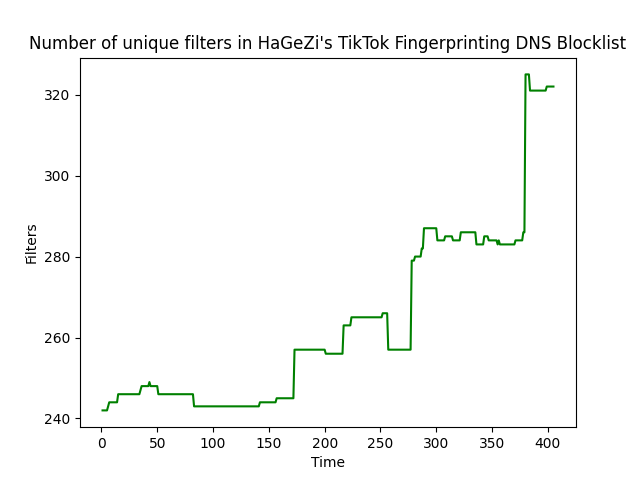 Number of unique filters in HaGeZi's TikTok Fingerprinting DNS Blocklist
320
300
280
260
240
Filters
0 50 100 150 200 250 300 350 400
Time